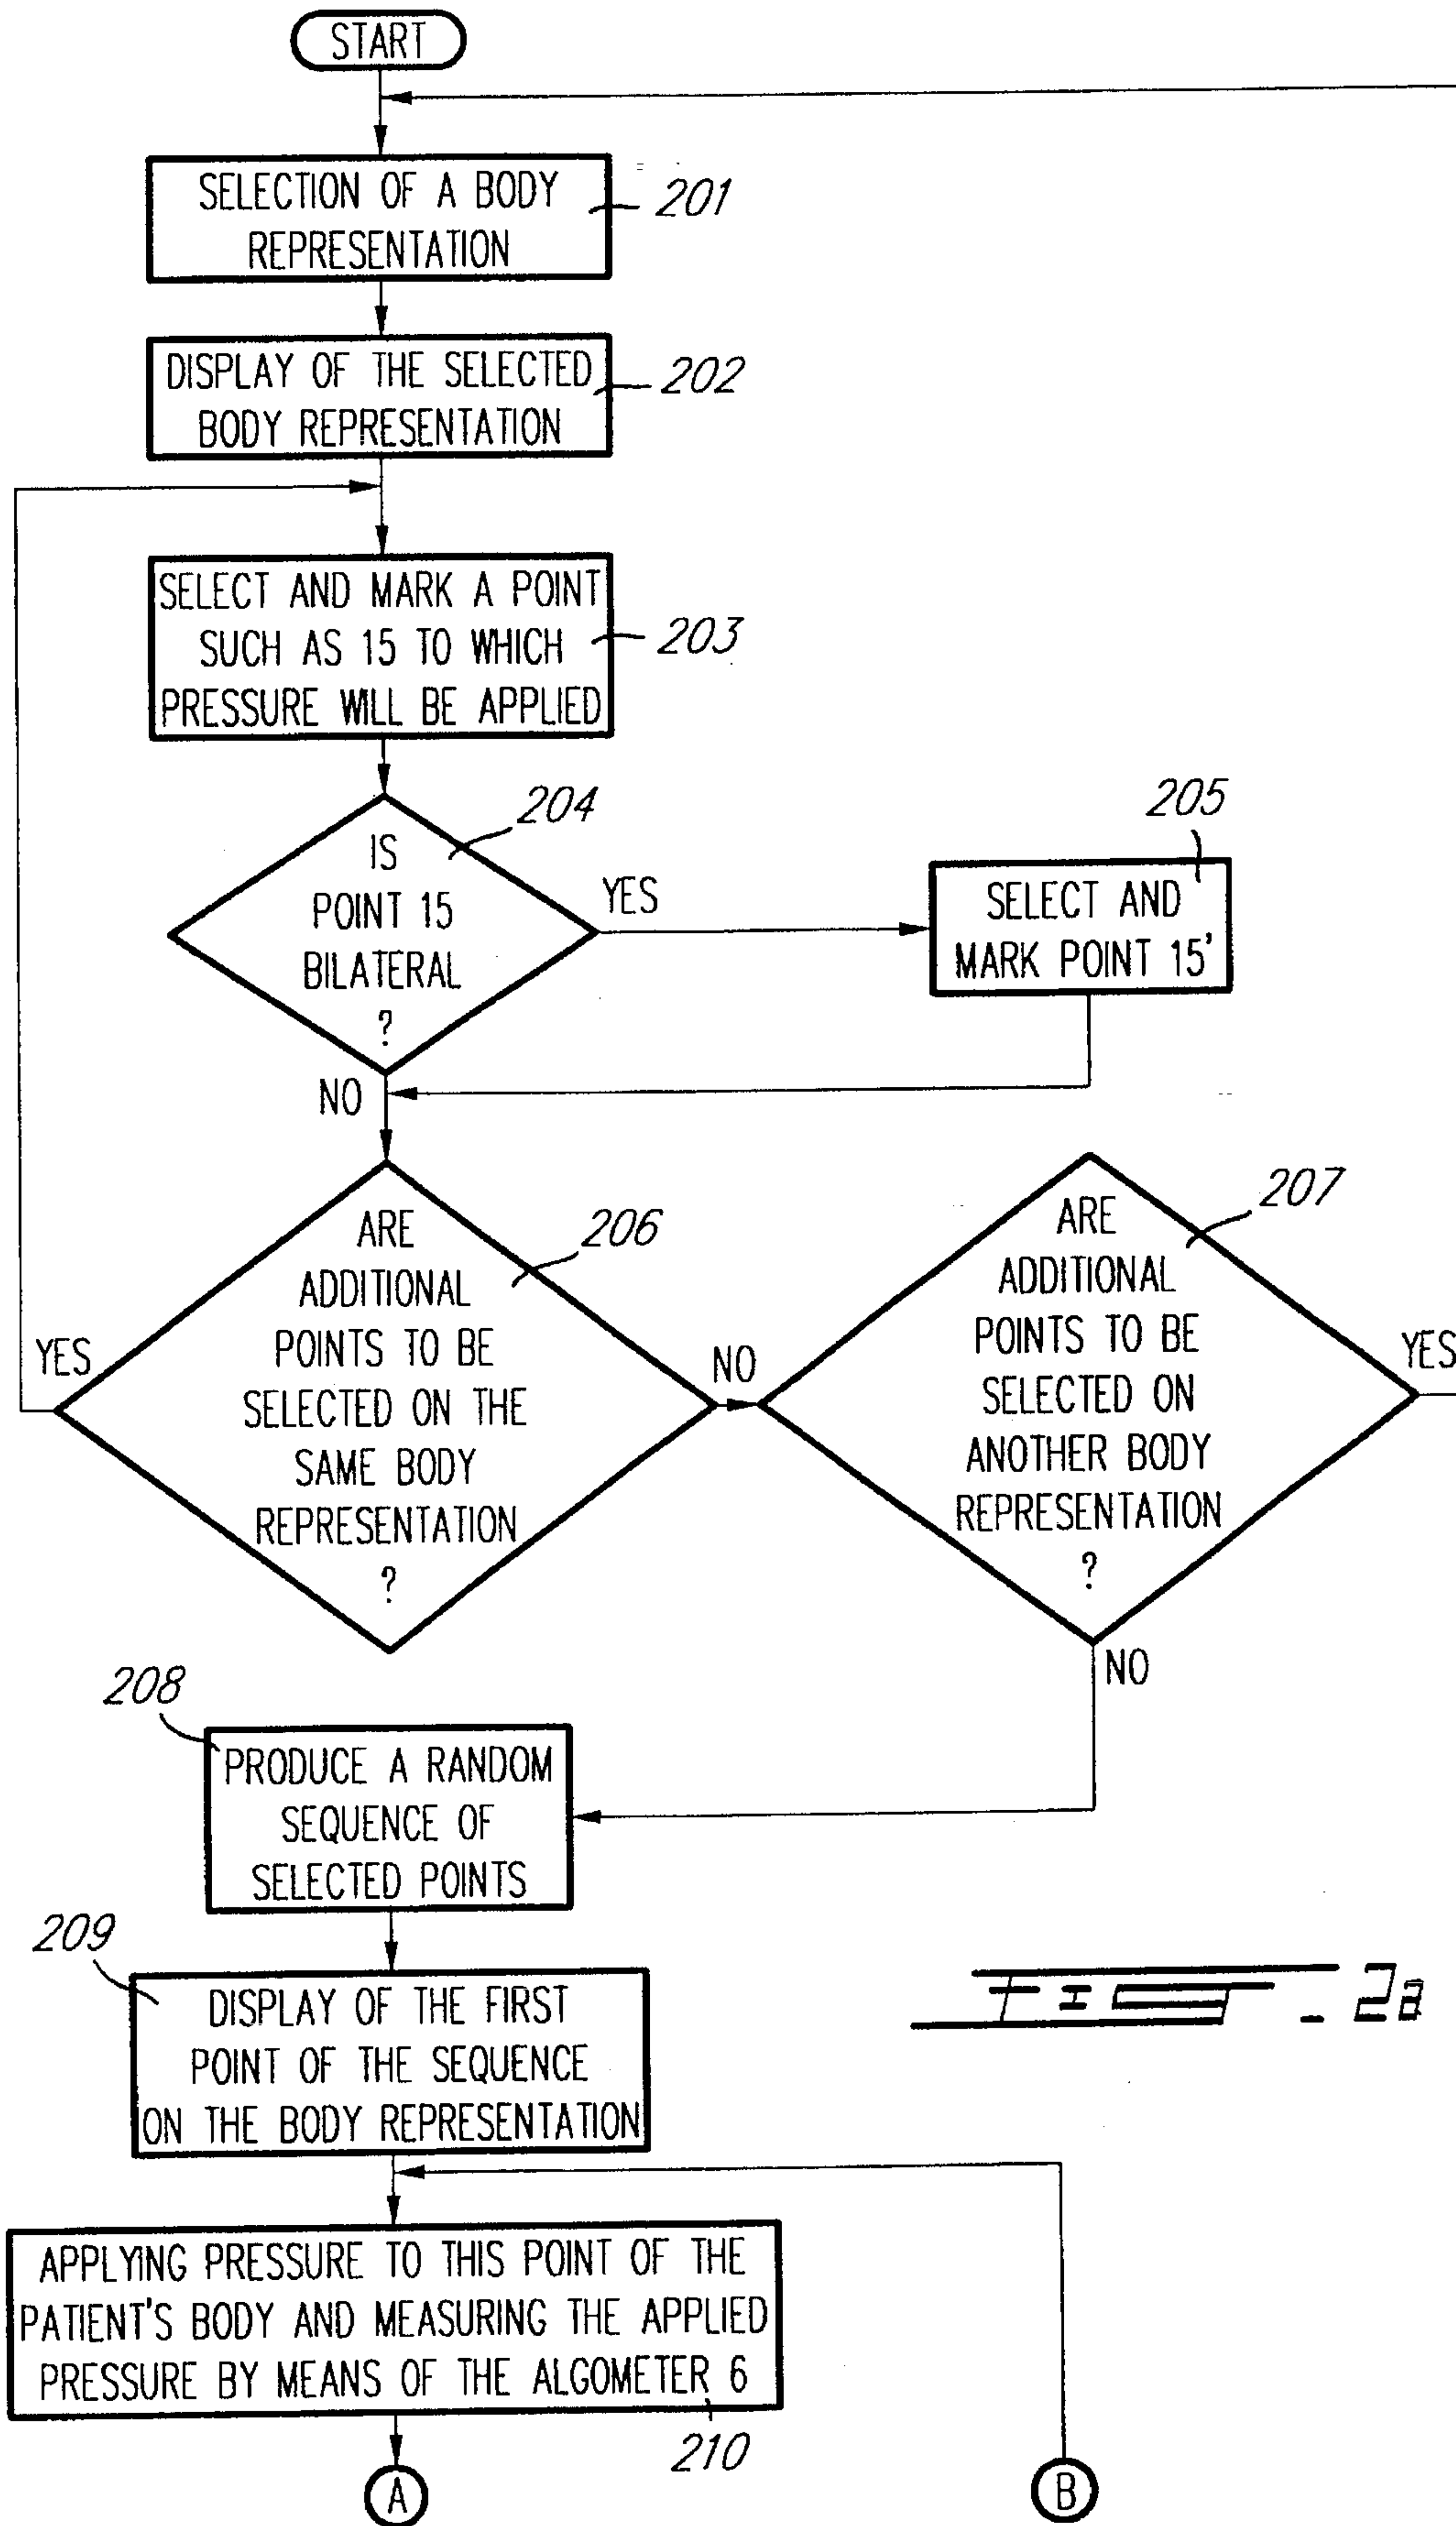 START
SELECTION OF A BODY
REPRESENTATION
201
DISPLAY OF THE SELECTED
BODY REPRESENTATION
202
SELECT AND MARK A POINT
SUCH AS 15 TO WHICH
PRESSURE WILL BE APPLIED
203
IS
POINT 15
BILATERAL
?
204
YES
205
SELECT AND
MARK POINT 15'
NO
ARE
ADDITIONAL
POINTS TO BE
SELECTED ON THE
SAME BODY
REPRESENTATION
?
206
YES
NO
ARE
ADDITIONAL
POINTS TO BE
SELECTED ON
ANOTHER BODY
REPRESENTATION
?
207
YES
NO
208
PRODUCE A RANDOM
SEQUENCE OF
SELECTED POINTS
209
DISPLAY OF THE FIRST
POINT OF THE SEQUENCE
ON THE BODY REPRESENTATION
FIG_2a
APPLYING PRESSURE TO THIS POINT OF THE
PATIENT'S BODY AND MEASURING THE APPLIED
PRESSURE BY MEANS OF THE ALGOMETER 6
210
A
B